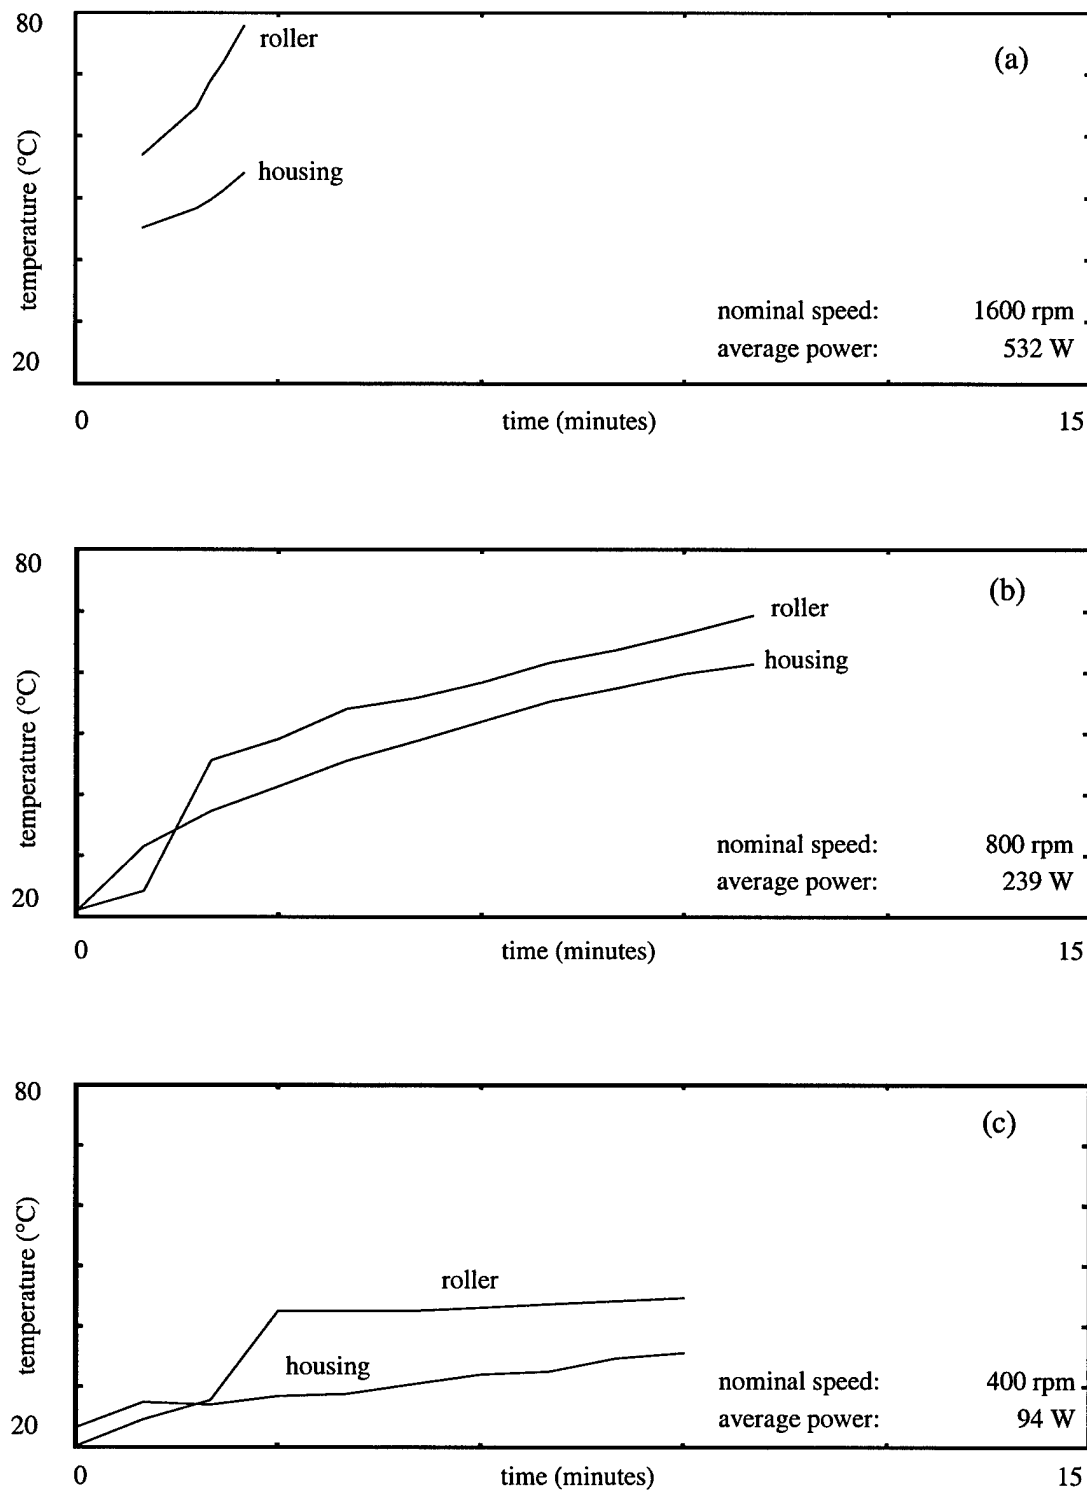 80
roller
(a)
housing
temperature (°C)
nominal speed: 1600 rpm
average power: 532 W
20
0
time (minutes)
15
80
(b)
roller
housing
temperature (°C)
nominal speed: 800 rpm
average power: 239 W
20
0
time (minutes)
15
80
(c)
roller
housing
temperature (°C)
nominal speed: 400 rpm
average power: 94 W
20
0
time (minutes)
15